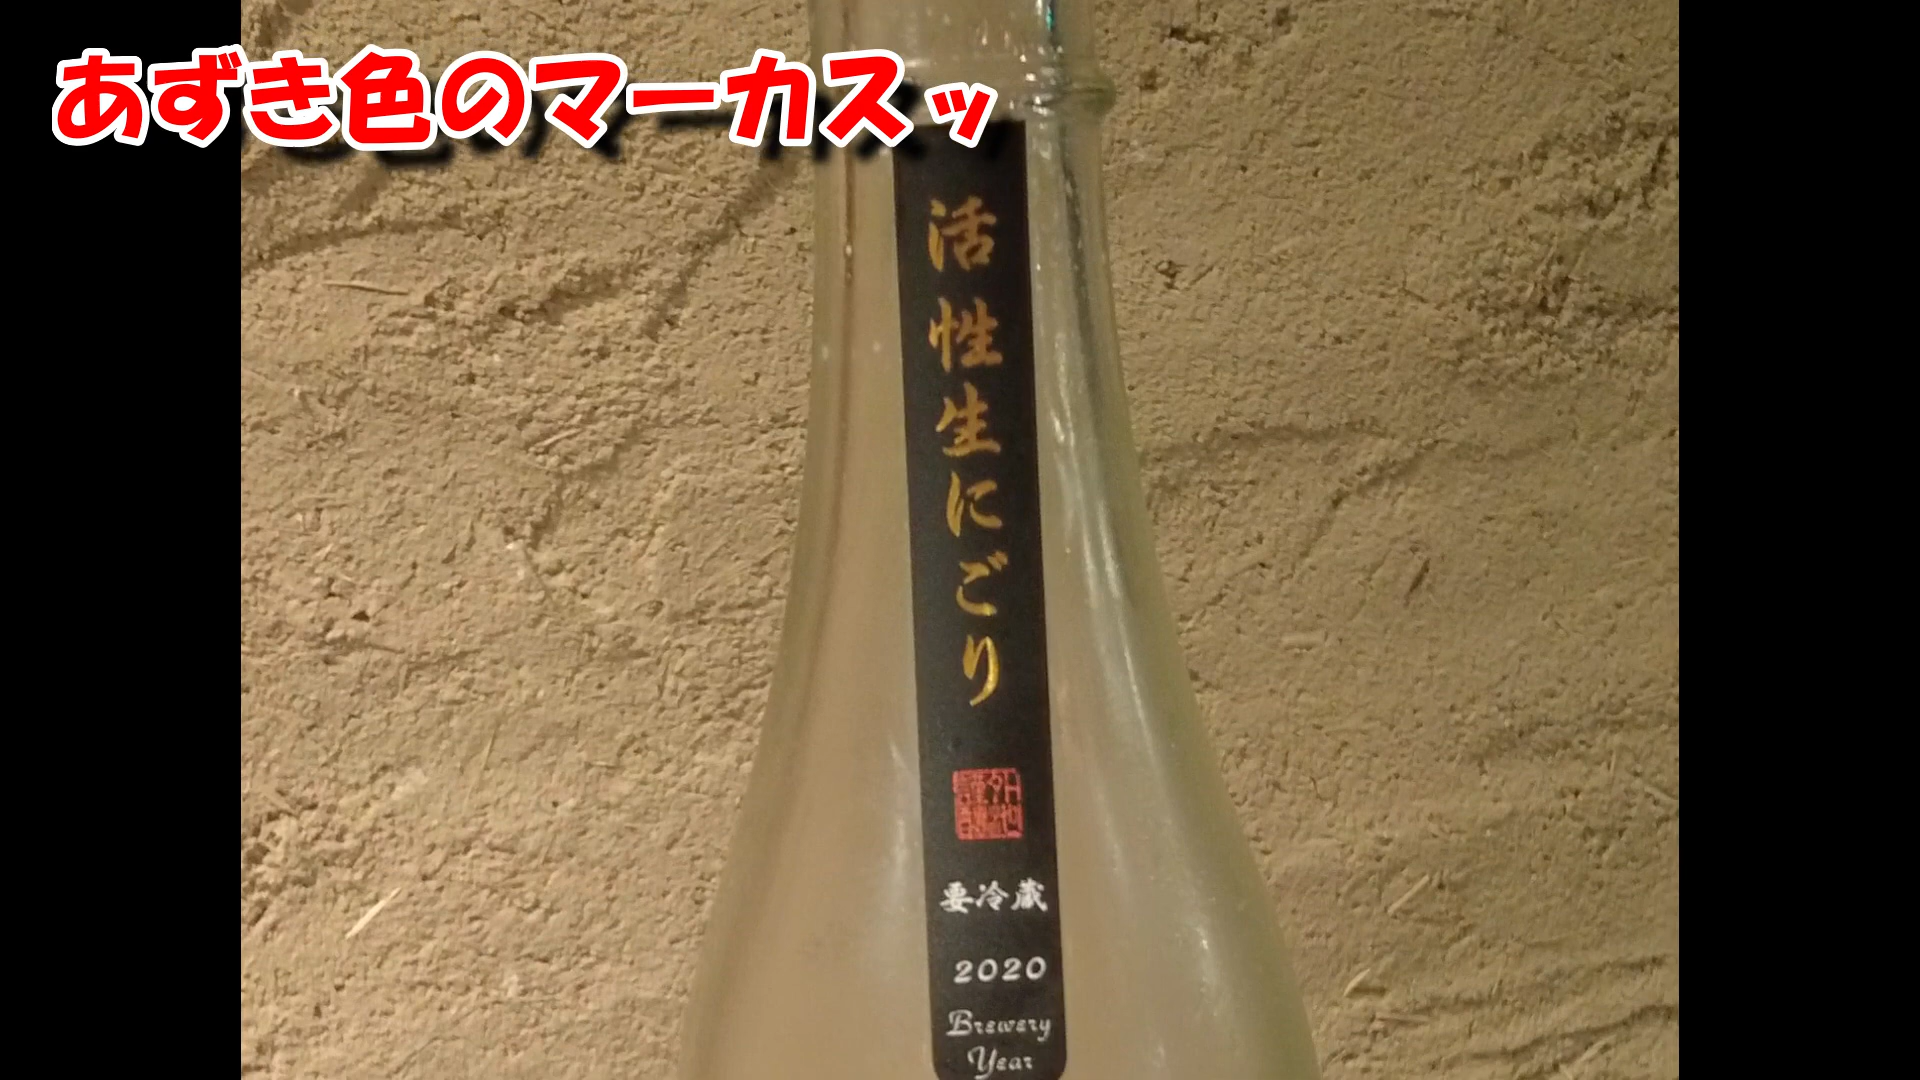 あずき色のマーカスッ
活性生にごり
要冷蔵
2020
Brewery
Year